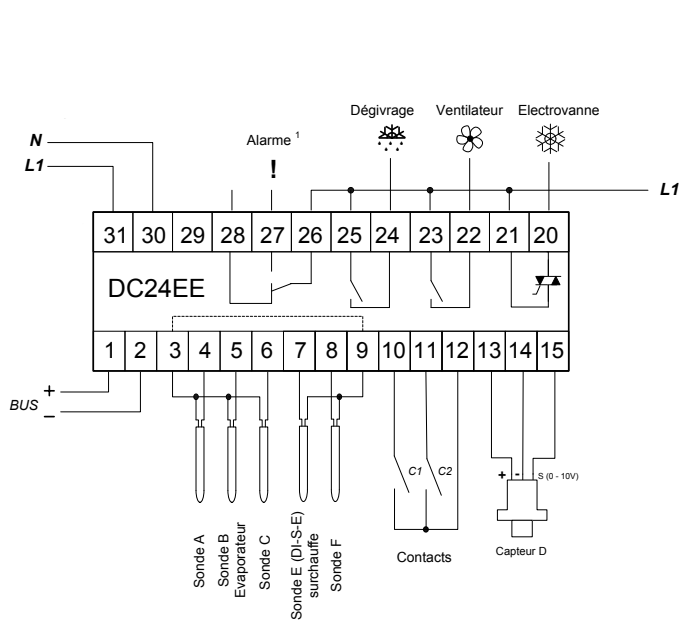 Dégivrage Ventilateur Electrovanne
N
Alarme 1
!
L1
L1
31 30 29 28 27 26 25 24 23 22 21 20
DC24EE
1 2 3 4 5 6 7 8 9 10 11 12 13 14 15
+
BUS
–
C1 C2
+ - S (0 - 10V)
Sonde A
Sonde B
Evaporateur
Sonde C
Sonde E (DI-S-E)
surchauffe
Sonde F
Contacts
Capteur D